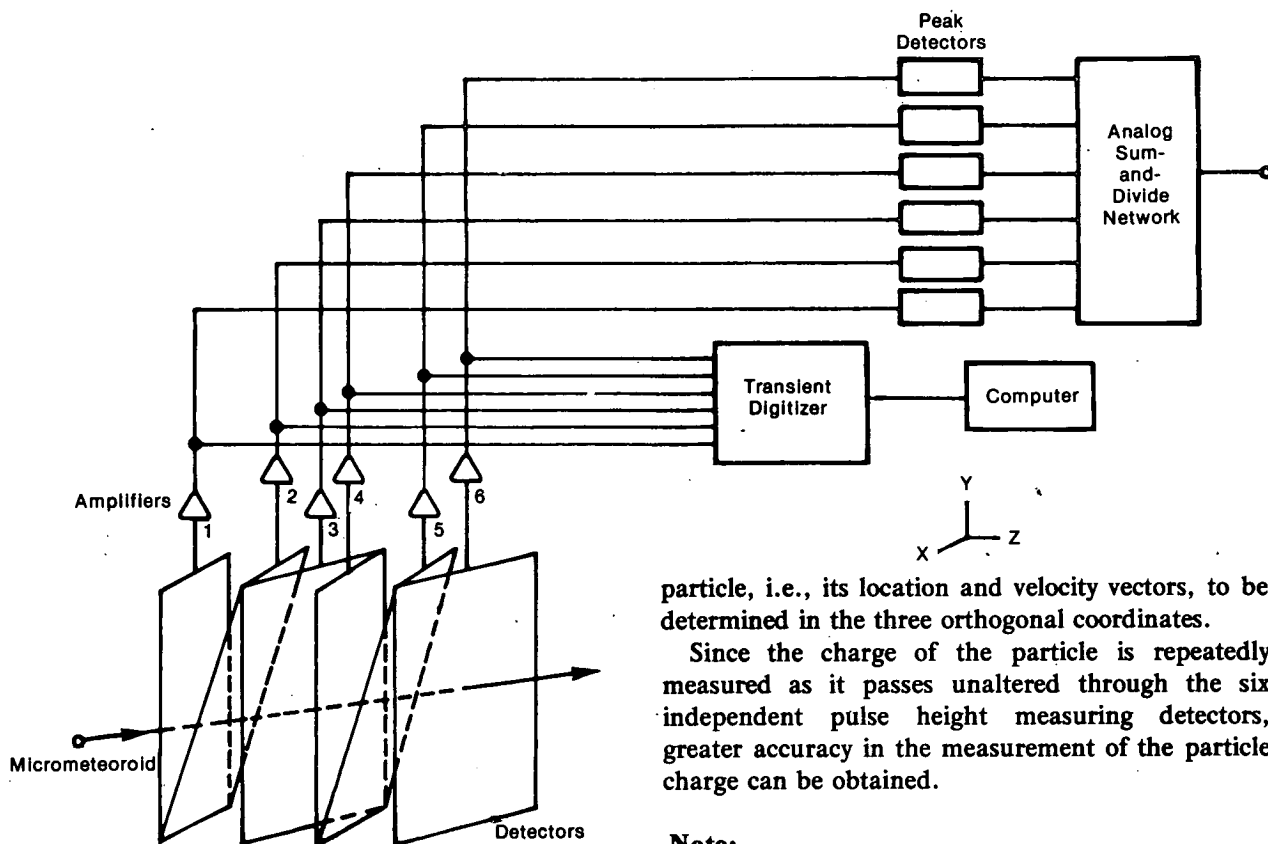 Peak
Detectors
Analog
Sum-
and-
Divide
Network
Transient
Digitizer
Computer
Amplifiers
1
2
3
4
5
6
Y
X
Z
Micrometeoroid
Detectors
particle, i.e., its location and velocity vectors, to be
determined in the three orthogonal coordinates.
Since the charge of the particle is repeatedly
measured as it passes unaltered through the six
independent pulse height measuring detectors,
greater accuracy in the measurement of the particle
charge can be obtained.
Note: